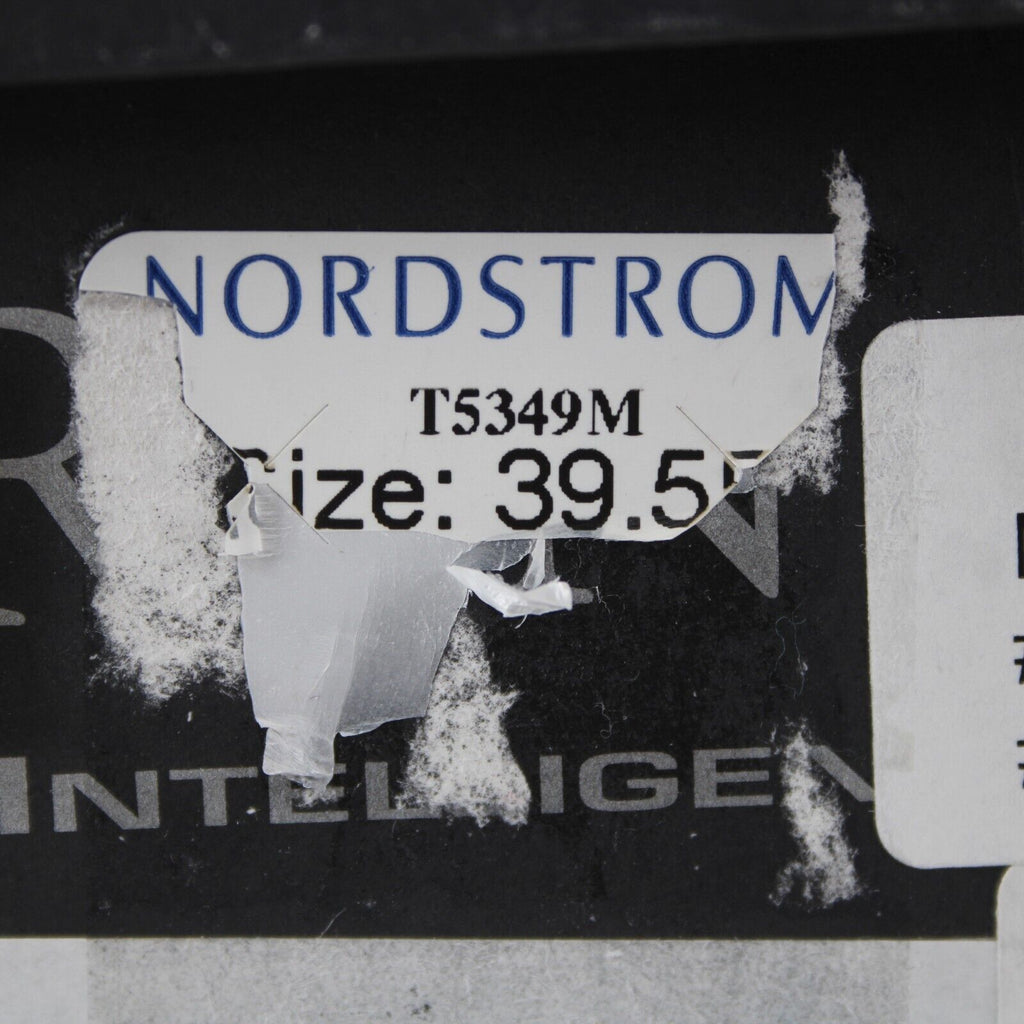 NORDSTROM
T5349M
Size: 39.5
INTELLIGEN